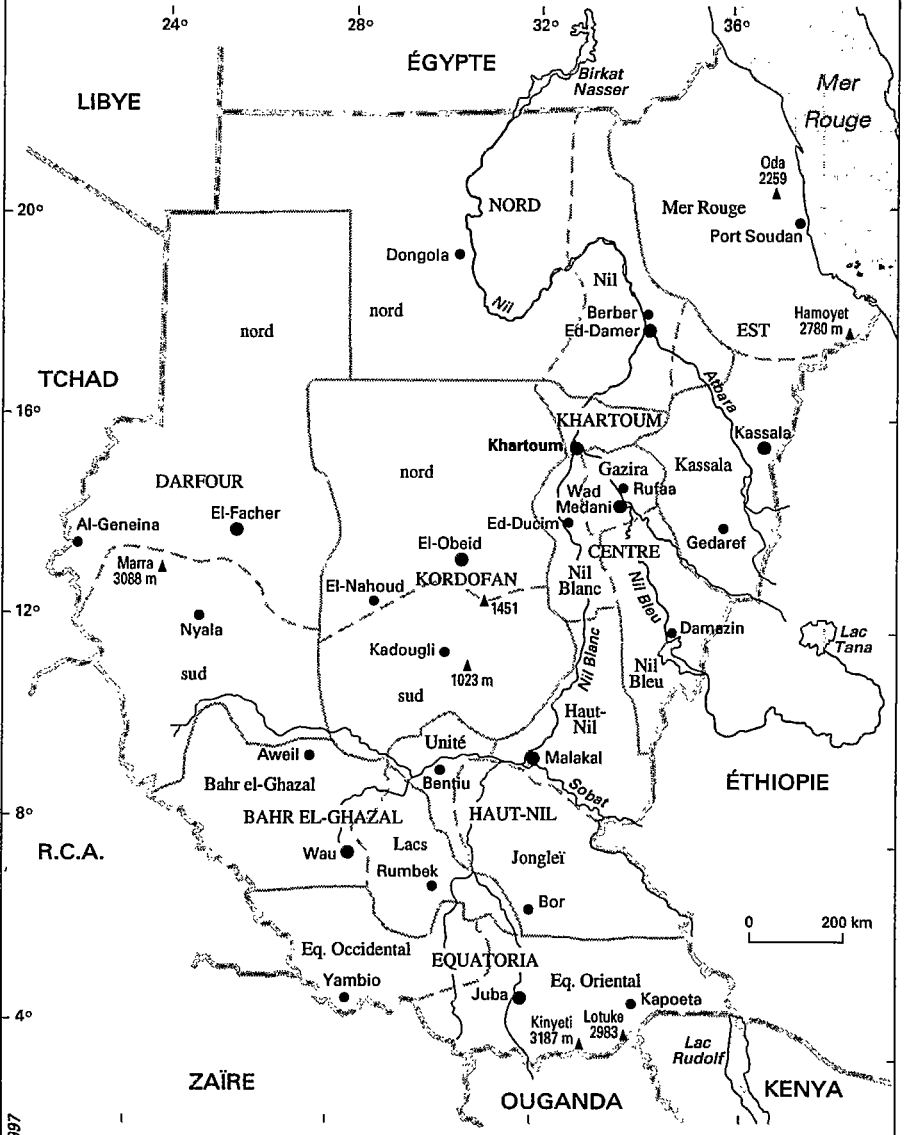 24°
28°
32°
36°
ÉGYPTE
Birkat
Nasser
LIBYE
Mer
Rouge
Oda
2259
20°
NORD
Mer Rouge
Port Soudan
Dongola
Nil
Nil
nord
nord
Berber
Ed-Damer
EST
Hamoyet
2780 m
TCHAD
Atbara
16°
KHARTOUM
Khartoum
Kassala
nord
Gazira
Kassala
DARFOUR
Wad
Medani
Rufaa
Al-Geneina
El-Facher
Ed-Ducim
Gedaref
El-Obeid
CENTRE
Marra
3088 m
KORDOFAN
El-Nahoud
1451
Nil
Blanc
Nil Bleu
12°
Nyala
Damazin
Lac
Tana
Kadougli
1023 m
Nil Blanc
Nil
Bleu
sud
sud
Haut-
Nil
Unité
Aweil
Malakal
Bentiu
ÉTHIOPIE
Bahr el-Ghazal
Sobat
8°
BAHR EL-GHAZAL
HAUT-NIL
R.C.A.
Lacs
Wau
Jongleï
Rumbek
Bor
0 200 km
Eq. Occidental
EQUATORIA
Yambio
Eq. Oriental
Juba
Kapoeta
4°
Kinyeti
3187 m
Lotuke
2983
Lac
Rudolf
ZAÏRE
KENYA
OUGANDA
997